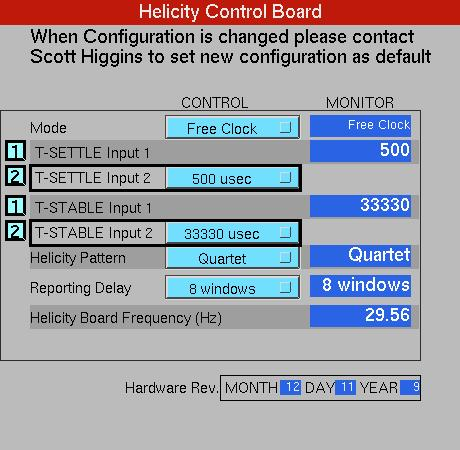 Helicity Control Board
When Configuration is changed please contact
Scott Higgins to set new configuration as default
CONTROL MONITOR
Mode Free Clock Free Clock
1 T-SETTLE Input 1 500
2 T-SETTLE Input 2 500 usec
1 T-STABLE Input 1 33330
2 T-STABLE Input 2 33330 usec
Helicity Pattern Quartet Quartet
Reporting Delay 8 windows 8 windows
Helicity Board Frequency (Hz) 29.56
Hardware Rev. MONTH 12 DAY 11 YEAR 9